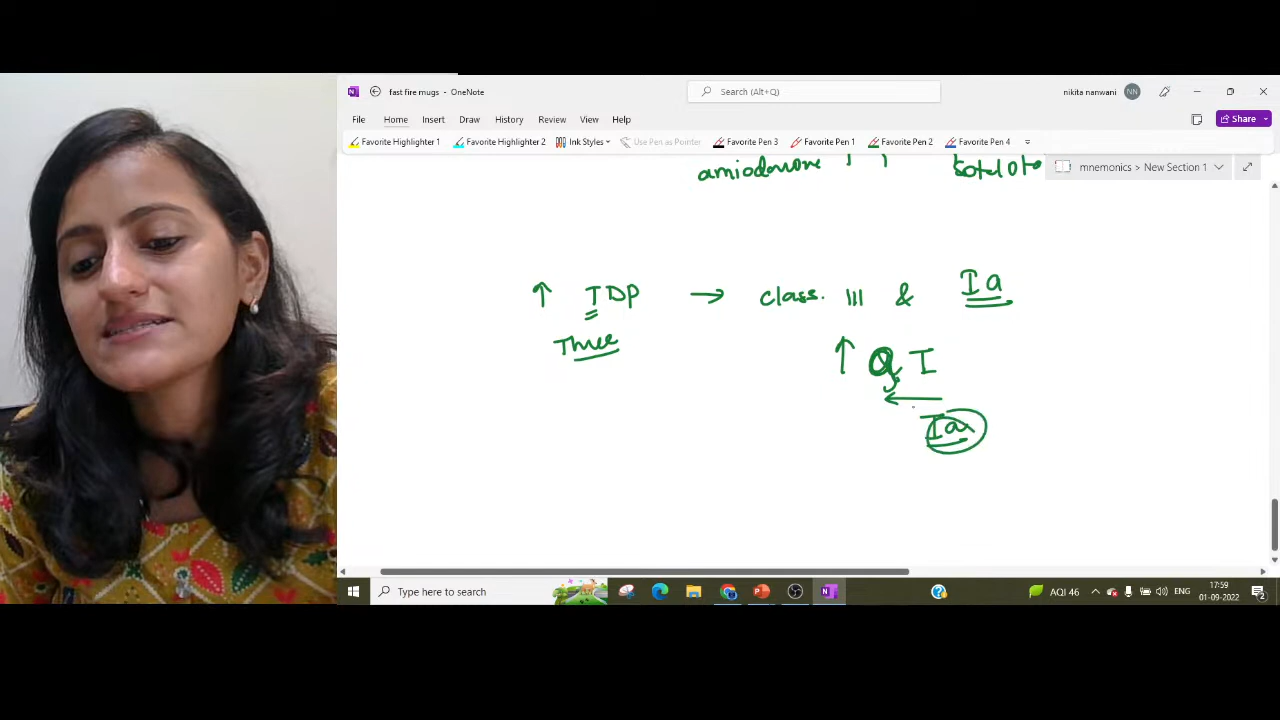 fast fire mugs - OneNote
Search (Alt+Q)
nikita nanwani NN
File Home Insert Draw History Review View Help
Share
Favorite Highlighter 1 Favorite Highlighter 2 Ink Styles Use Pen as Pointer Favorite Pen 3 Favorite Pen 1 Favorite Pen 2 Favorite Pen 4
mnemonics > New Section 1
amiodarone
↑ TDP → class. III & Ia
Three
↑ Q T
←
Ia
Type here to search
AQI 46 ENG 17:59
01-09-2022 2